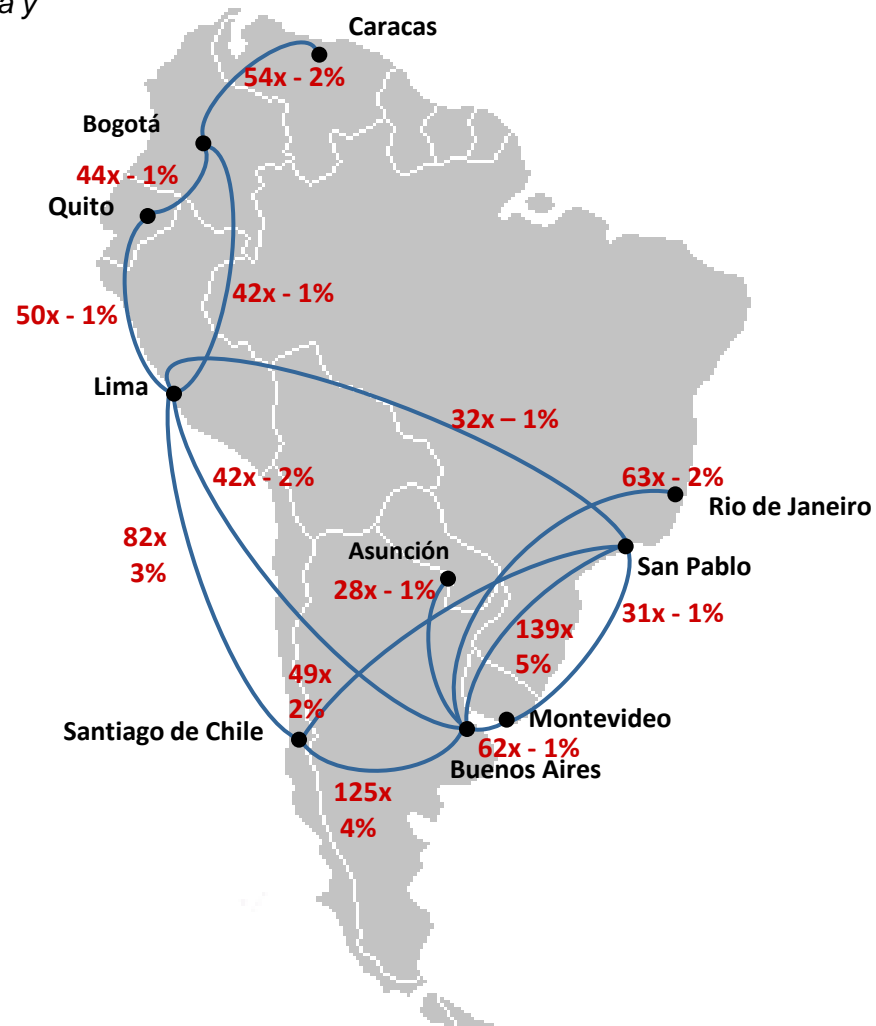 a y
Caracas
54x - 2%
Bogotá
44x - 1%
Quito
42x - 1%
50x - 1%
Lima
32x – 1%
42x - 2%
63x - 2%
Rio de Janeiro
82x
3%
Asunción
San Pablo
28x - 1%
31x - 1%
139x
5%
49x
2%
Montevideo
Santiago de Chile
62x - 1%
Buenos Aires
125x
4%